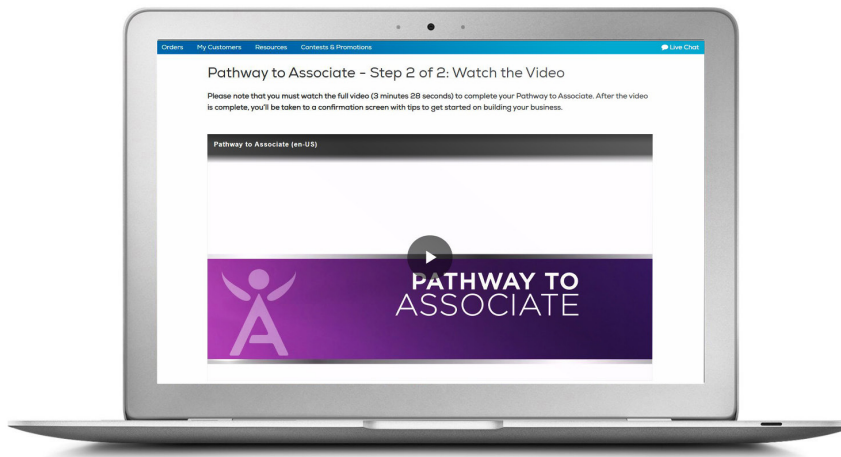 Orders My Customers Resources Contests & Promotions Live Chat
Pathway to Associate - Step 2 of 2: Watch the Video
Please note that you must watch the full video (3 minutes 28 seconds) to complete your Pathway to Associate. After the video
is complete, you'll be taken to a confirmation screen with tips to get started on building your business.
Pathway to Associate (en-US)
PATHWAY TO
ASSOCIATE